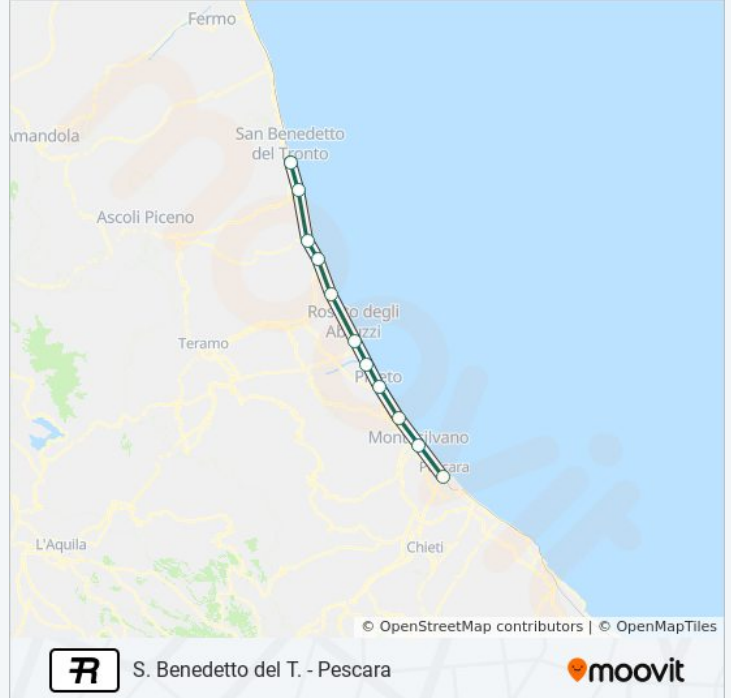 Fermo
Amandola
San Benedetto
del Tronto
Ascoli Piceno
Roseto degli
Abruzzi
Teramo
Pineto
Montesilvano
Pescara
L'Aquila
Chieti
© OpenStreetMap contributors | © OpenMapTiles
R S. Benedetto del T. - Pescara
moovit